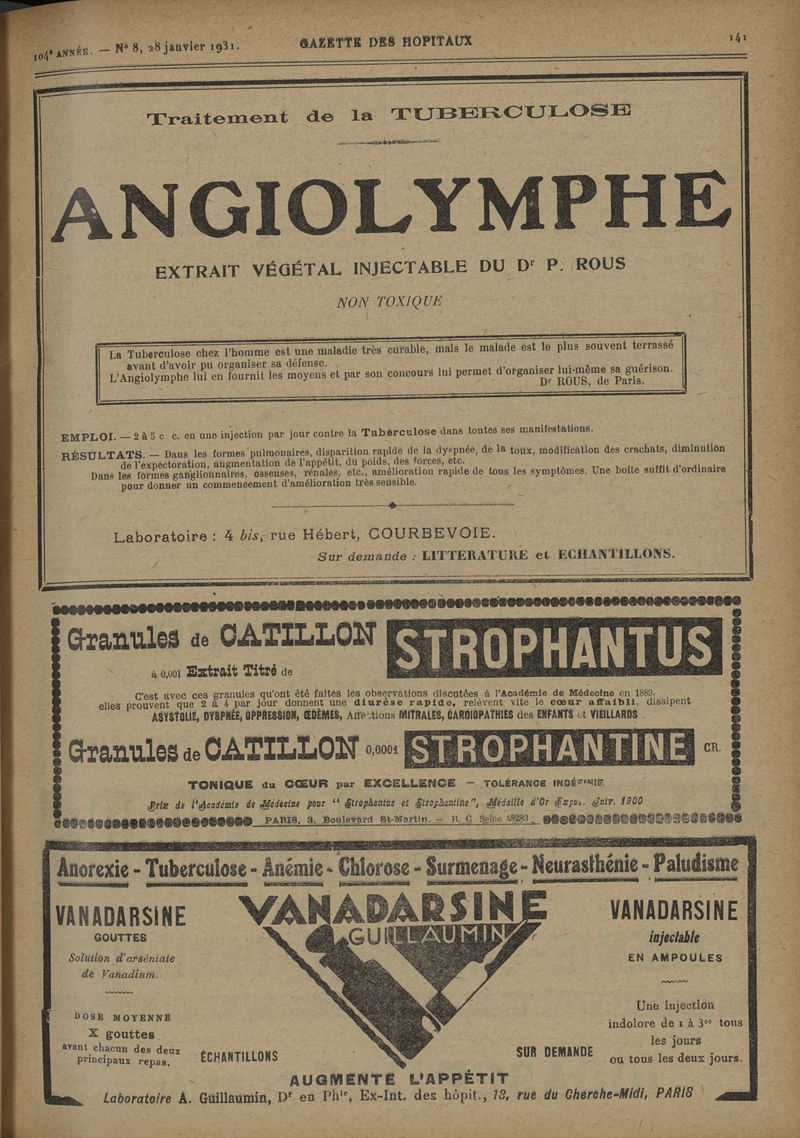 104e ANNÉE. — No 8, 28 janvier 1931.
GAZETTE DES HOPITAUX
141
Traitement de la TUBERCULOSE
ANGIOLYMPHE
EXTRAIT VÉGÉTAL INJECTABLE DU Dr P. ROUS
NON TOXIQUE
La Tuberculose chez l'homme est une maladie très curable, mais le malade est le plus souvent terrassé
avant d'avoir pu organiser sa défense.
L'Angiolymphe lui en fournit les moyens et par son concours lui permet d'organiser lui-même sa guérison.
Dr ROUS, de Paris.
EMPLOI. — 2 à 5 c. c. en une injection par jour contre la Tuberculose dans toutes ses manifestations.
RÉSULTATS. — Dans les formes pulmonaires, disparition rapide de la dyspnée, de la toux, modification des crachats, diminution
de l'expectoration, augmentation de l'appétit, du poids, des forces, etc.
Dans les formes ganglionnaires, osseuses, rénales, etc., amélioration rapide de tous les symptômes. Une boîte suffit d'ordinaire
pour donner un commencement d'amélioration très sensible.
Laboratoire : 4 bis, rue Hébert, COURBEVOIE.
Sur demande : LITTERATURE et ECHANTILLONS.
Granules de CATILLON STROPHANTUS
à 0,001 Extrait Titré de
C'est avec ces granules qu'ont été faites les observations discutées à l'Académie de Médecine en 1889.
elles prouvent que 2 à 4 par jour donnent une diurèse rapide, relèvent vite le cœur affaibli, dissipent
ASYSTOLIE, DYSPNÉE, OPPRESSION, ŒDÈMES, Affections MITRALES, CARDIOPATHIES des ENFANTS et VIEILLARDS
Granules de CATILLON 0,0001 STROPHANTINE CR.
TONIQUE du CŒUR par EXCELLENCE — TOLÉRANCE INDÉFINIE
Prix de l'Académie de Médecine pour "Strophantus et Strophantine", Médaille d'Or Expos. Univ. 1900
PARIS, 3, Boulevard St-Martin. — R. C. Seine 48283
Anorexie - Tuberculose - Anémie - Chlorose - Surmenage - Neurasthénie - Paludisme
VANADARSINE
GUILLAUMIN
VANADARSINE
GOUTTES
Solution d'arséniate
de Vanadium.
DOSE MOYENNE
X gouttes
avant chacun des deux
principaux repas.
ÉCHANTILLONS
VANADARSINE
injectable
EN AMPOULES
Une injection
indolore de 1 à 3cc tous
les jours
ou tous les deux jours.
SUR DEMANDE
AUGMENTE L'APPÉTIT
Laboratoire A. Guillaumin, Dr en Phie, Ex-Int. des hôpit., 13, rue du Cherche-Midi, PARIS